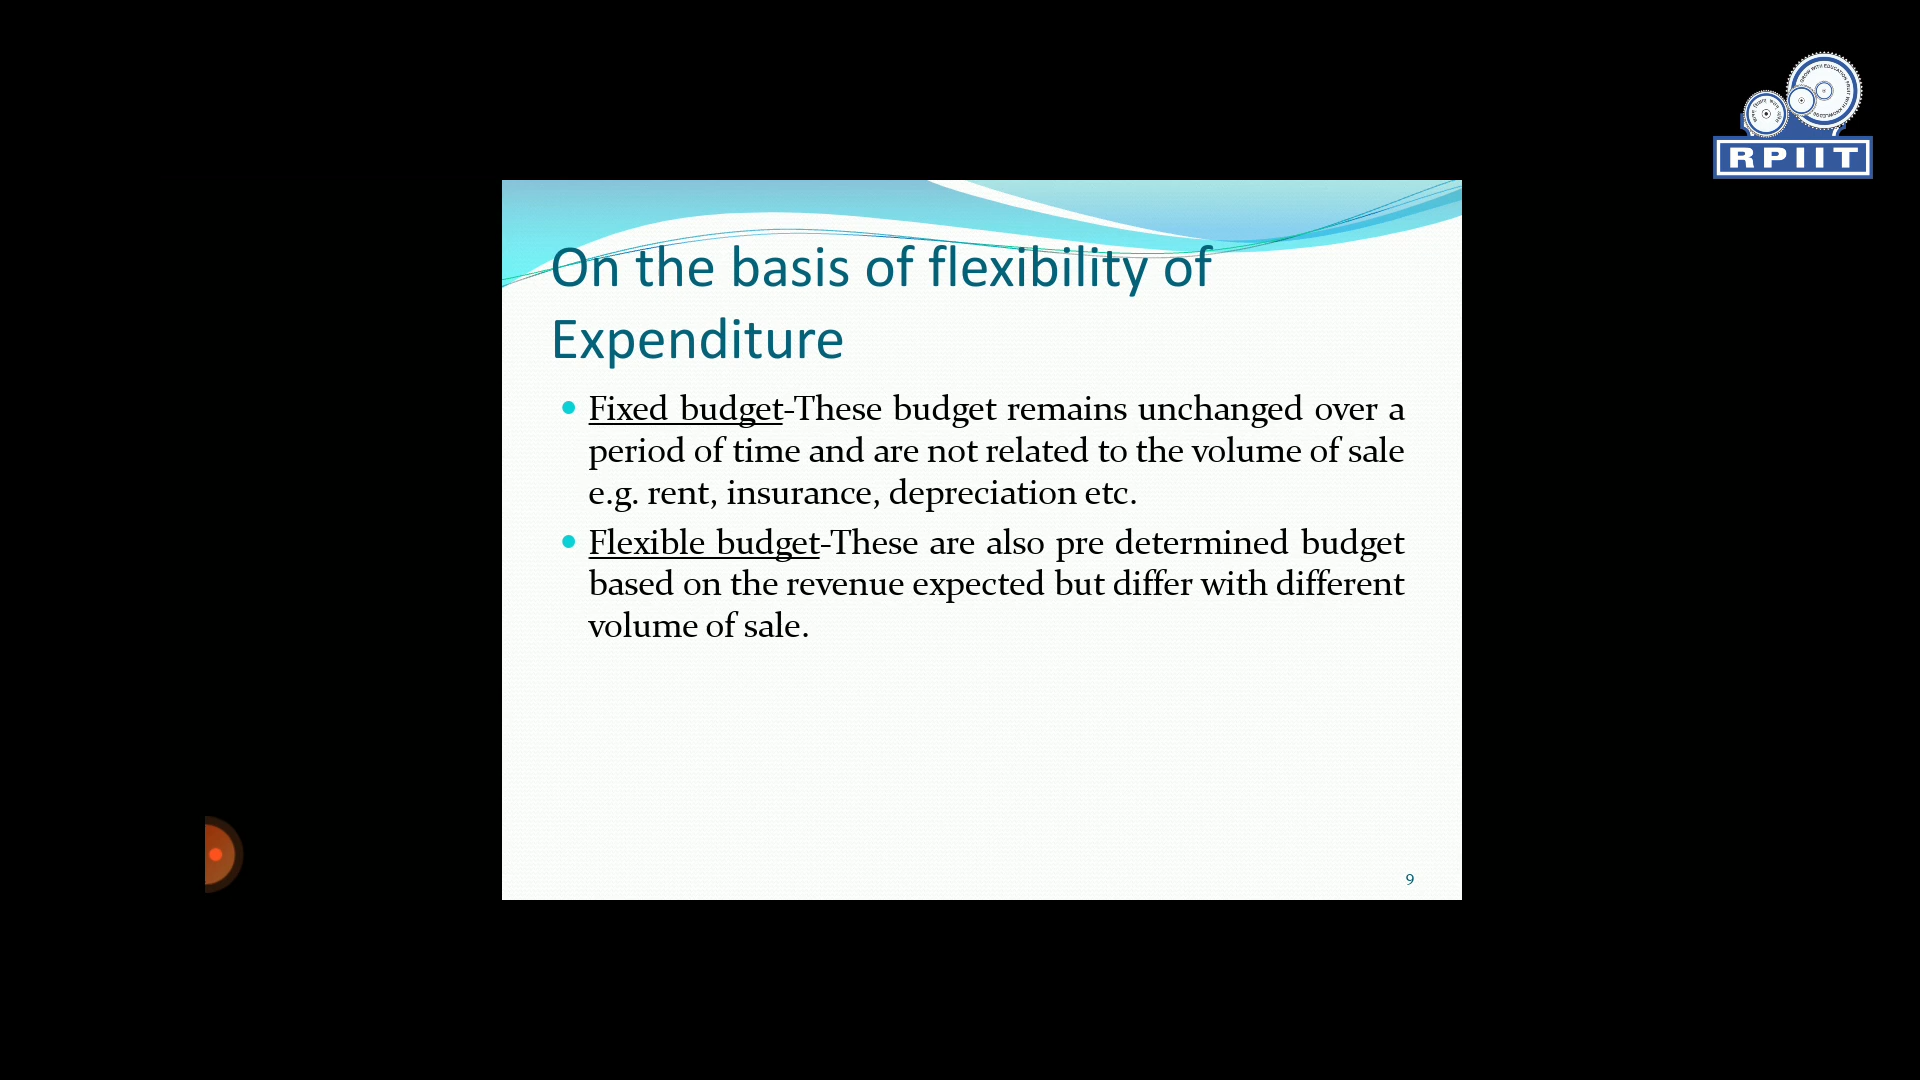 RPIIT
On the basis of flexibility of
Expenditure
Fixed budget-These budget remains unchanged over a
period of time and are not related to the volume of sale
e.g. rent, insurance, depreciation etc.
Flexible budget-These are also pre determined budget
based on the revenue expected but differ with different
volume of sale.
9